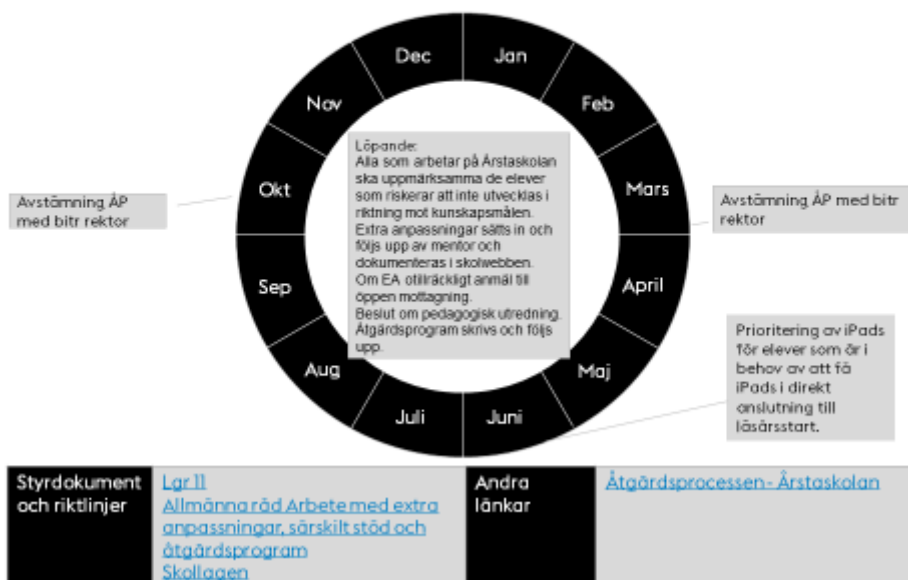 Dec
Jan
Nov
Feb
Okt
Mars
Sep
April
Aug
Maj
Juli
Juni
Löpande:
Alla som arbetar på Årstaskolan
ska uppmärksamma de elever
som riskerar att inte utvecklas i
riktning mot kunskapsmålen.
Extra anpassningar sätts in och
följs upp av mentor och
dokumenteras i skolwebben.
Om EA otillräckligt anmäl till
öppen mottagning.
Beslut om pedagogisk utredning.
Åtgärdsprogram skrivs och följs
upp.
Avstämning ÅP
med bitr rektor
Avstämning ÅP med bitr
rektor
Prioritering av iPads
för elever som är i
behov av att få
iPads i direkt
anslutning till
läsårsstart.
Styrdokument
och riktlinjer
Lgr 11
Allmänna råd Arbete med extra
anpassningar, särskilt stöd och
åtgärdsprogram
Skollagen
Andra
länkar
Åtgärdsprocessen- Årstaskolan